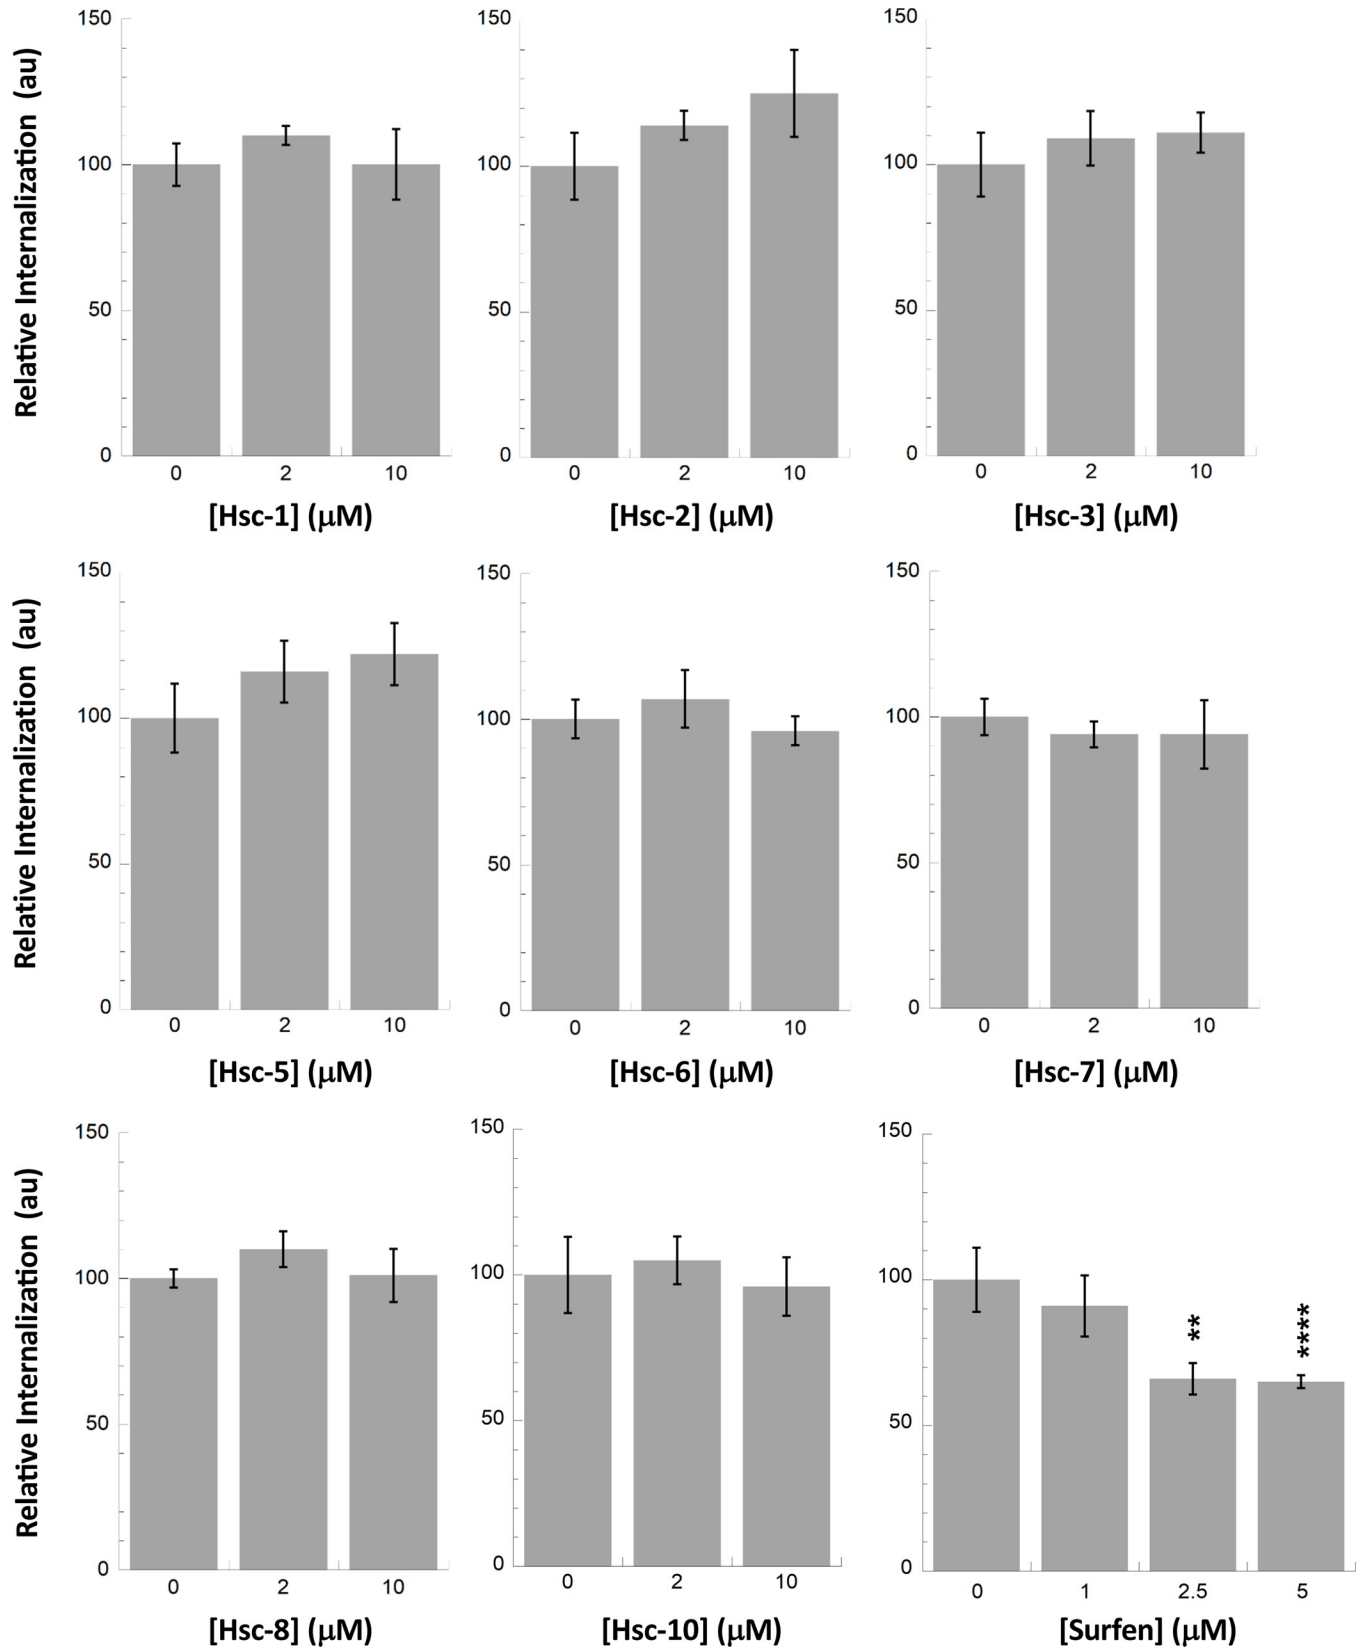 150
100
50
0
Relative Internalization (au)
0 2 10
[Hsc-1] (μM)
150
100
50
0
0 2 10
[Hsc-2] (μM)
150
100
50
0
0 2 10
[Hsc-3] (μM)
150
100
50
0
Relative Internalization (au)
0 2 10
[Hsc-5] (μM)
150
100
50
0
0 2 10
[Hsc-6] (μM)
150
100
50
0
0 2 10
[Hsc-7] (μM)
150
100
50
0
Relative Internalization (au)
0 2 10
[Hsc-8] (μM)
150
100
50
0
0 2 10
[Hsc-10] (μM)
150
100
50
0
**
****
0 1 2.5 5
[Surfen] (μM)